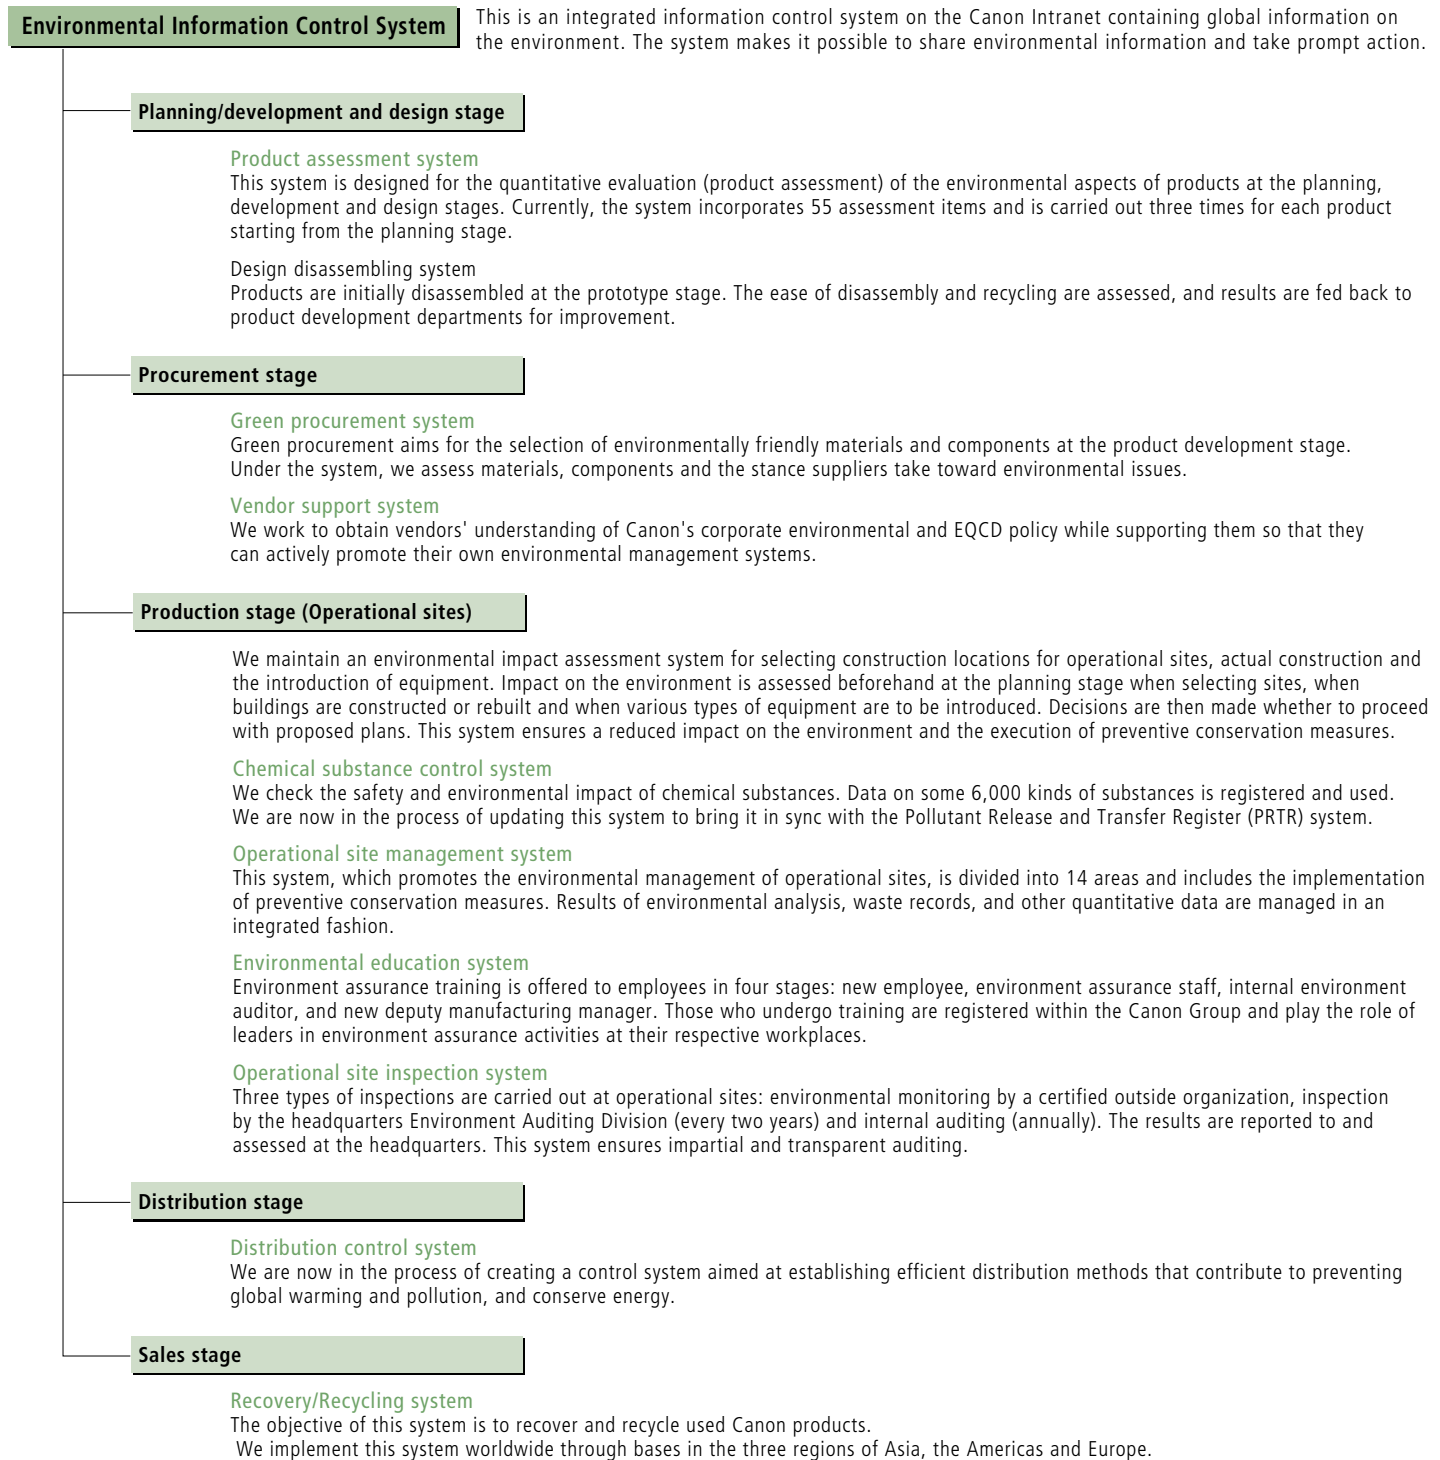 Environmental Information Control System
This is an integrated information control system on the Canon Intranet containing global information on
the environment. The system makes it possible to share environmental information and take prompt action.
Planning/development and design stage
Product assessment system
This system is designed for the quantitative evaluation (product assessment) of the environmental aspects of products at the planning,
development and design stages. Currently, the system incorporates 55 assessment items and is carried out three times for each product
starting from the planning stage.
Design disassembling system
Products are initially disassembled at the prototype stage. The ease of disassembly and recycling are assessed, and results are fed back to
product development departments for improvement.
Procurement stage
Green procurement system
Green procurement aims for the selection of environmentally friendly materials and components at the product development stage.
Under the system, we assess materials, components and the stance suppliers take toward environmental issues.
Vendor support system
We work to obtain vendors' understanding of Canon's corporate environmental and EQCD policy while supporting them so that they
can actively promote their own environmental management systems.
Production stage (Operational sites)
We maintain an environmental impact assessment system for selecting construction locations for operational sites, actual construction and
the introduction of equipment. Impact on the environment is assessed beforehand at the planning stage when selecting sites, when
buildings are constructed or rebuilt and when various types of equipment are to be introduced. Decisions are then made whether to proceed
with proposed plans. This system ensures a reduced impact on the environment and the execution of preventive conservation measures.
Chemical substance control system
We check the safety and environmental impact of chemical substances. Data on some 6,000 kinds of substances is registered and used.
We are now in the process of updating this system to bring it in sync with the Pollutant Release and Transfer Register (PRTR) system.
Operational site management system
This system, which promotes the environmental management of operational sites, is divided into 14 areas and includes the implementation
of preventive conservation measures. Results of environmental analysis, waste records, and other quantitative data are managed in an
integrated fashion.
Environmental education system
Environment assurance training is offered to employees in four stages: new employee, environment assurance staff, internal environment
auditor, and new deputy manufacturing manager. Those who undergo training are registered within the Canon Group and play the role of
leaders in environment assurance activities at their respective workplaces.
Operational site inspection system
Three types of inspections are carried out at operational sites: environmental monitoring by a certified outside organization, inspection
by the headquarters Environment Auditing Division (every two years) and internal auditing (annually). The results are reported to and
assessed at the headquarters. This system ensures impartial and transparent auditing.
Distribution stage
Distribution control system
We are now in the process of creating a control system aimed at establishing efficient distribution methods that contribute to preventing
global warming and pollution, and conserve energy.
Sales stage
Recovery/Recycling system
The objective of this system is to recover and recycle used Canon products.
We implement this system worldwide through bases in the three regions of Asia, the Americas and Europe.